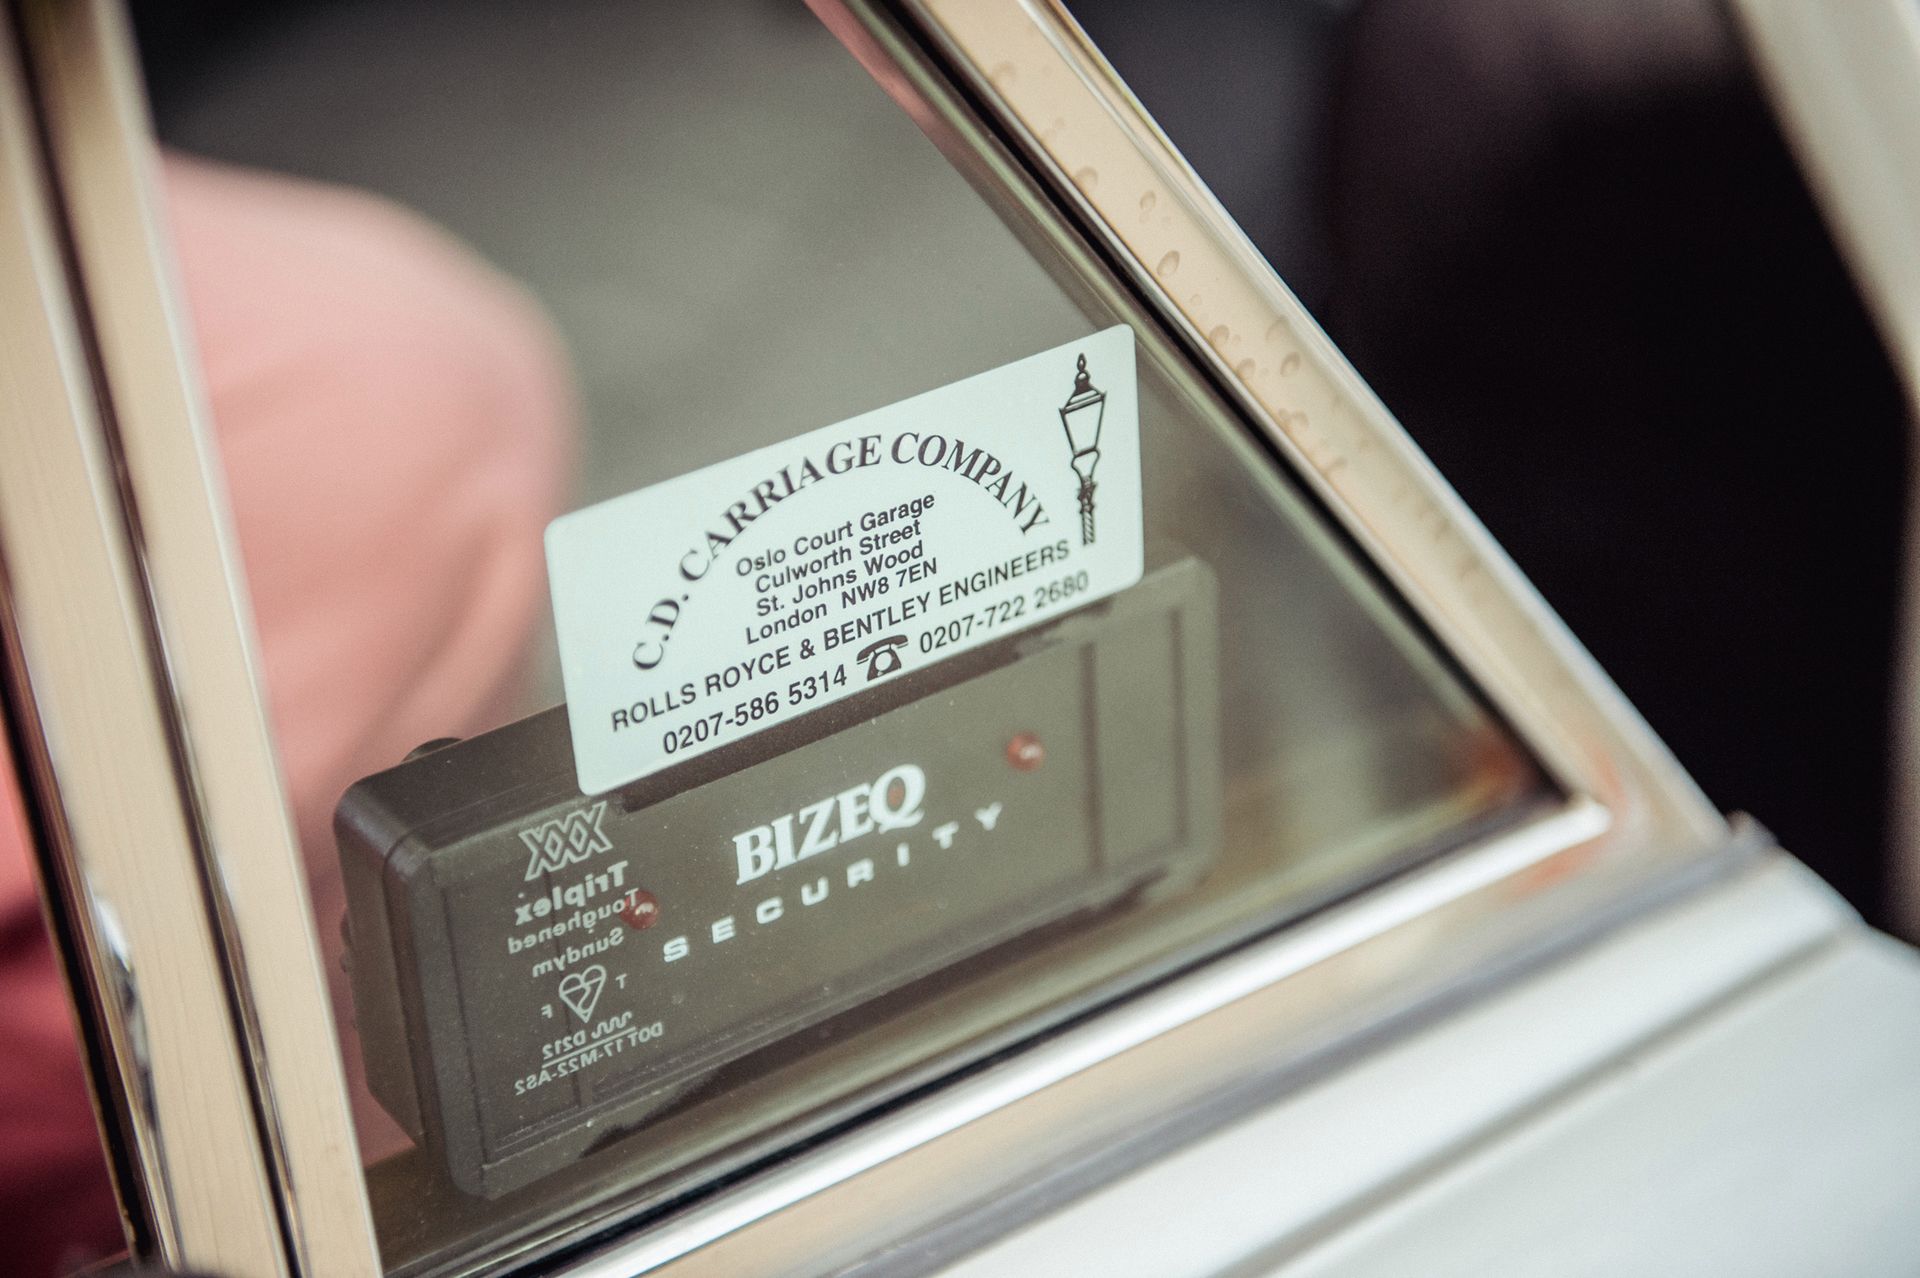 C.D. CARRIAGE COMPANY
Oslo Court Garage
Culworth Street
St. Johns Wood
London NW8 7EN
ROLLS ROYCE & BENTLEY ENGINEERS
0207-586 5314 ☎ 0207-722 2680
BIZEQ
SECURITY
XXX
Triplex
Toughened
Sundym
T F
D212
DOT 17-M22-AS2